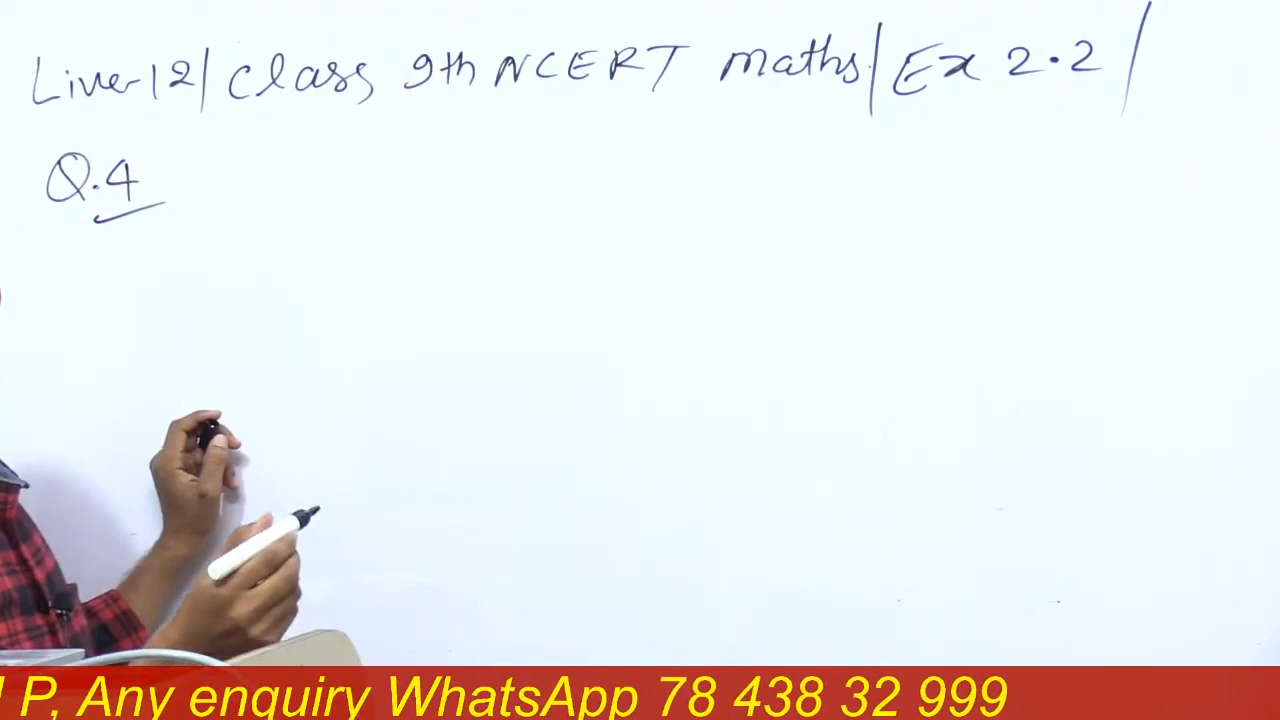 Live-12/ Class 9th NCERT maths/ Ex 2.2 /
Q.4
P, Any enquiry WhatsApp 78 438 32 999